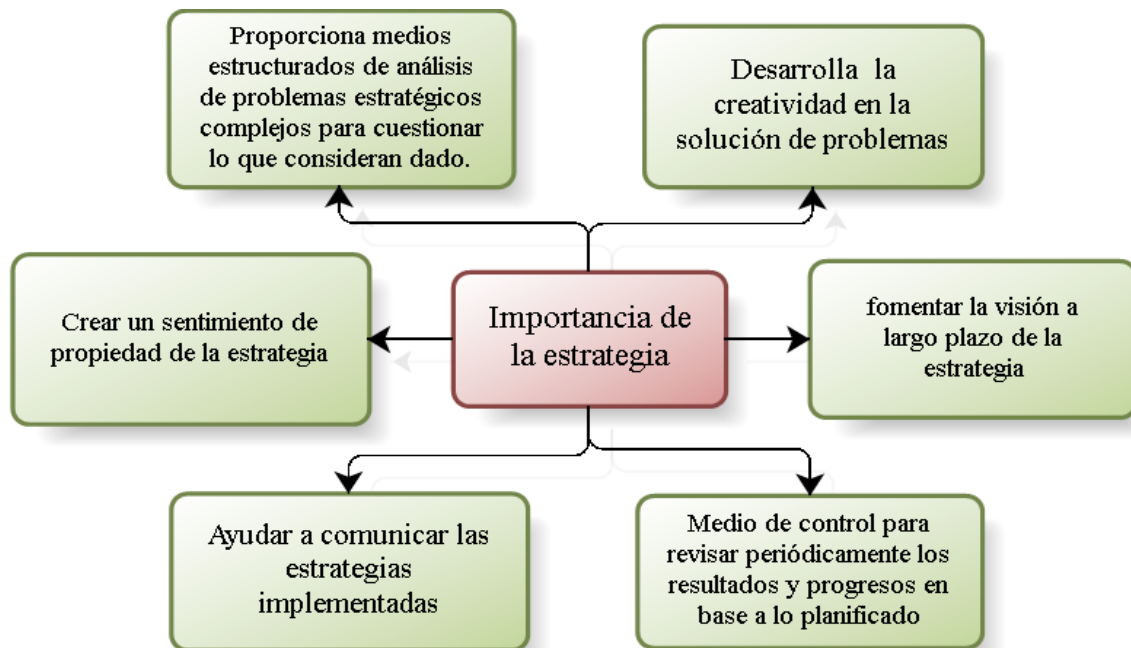 Proporciona medios
estructurados de análisis
de problemas estratégicos
complejos para cuestionar
lo que consideran dado.
Desarrolla la
creatividad en la
solución de problemas
Crear un sentimiento de
propiedad de la estrategia
Importancia de
la estrategia
fomentar la visión a
largo plazo de la
estrategia
Ayudar a comunicar las
estrategias
implementadas
Medio de control para
revisar periódicamente los
resultados y progresos en
base a lo planificado